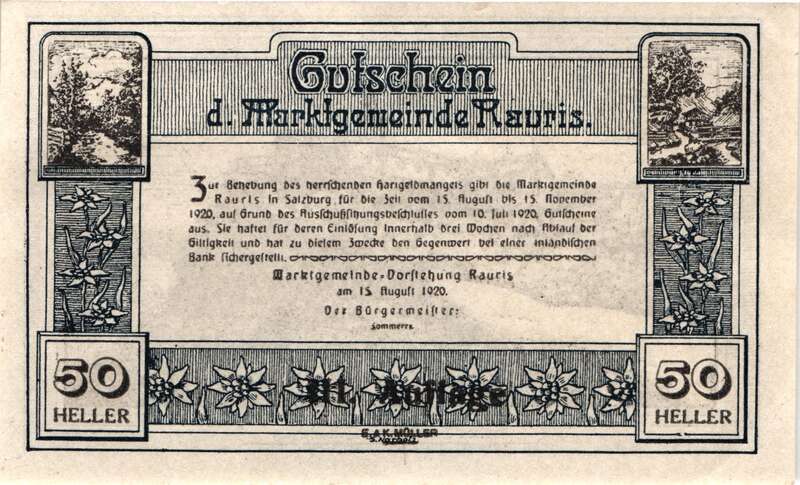 Gutschein
d. Marktgemeinde Rauris.
Zur Behebung des herrschenden Hartgeldmangels gibt die Marktgemeinde
Rauris in Salzburg für die Zeit vom 15. August bis 15. November
1920, auf Grund des Ausschußsitzungsbeschlusses vom 10. Juli 1920, Gutscheine
aus. Sie haftet für deren Einlösung innerhalb drei Wochen nach Ablauf der
Giltigkeit und hat zu diesem Zwecke den Gegenwert bei einer inländischen
Bank sichergestellt.
Marktgemeinde-Vorstehung Rauris
am 15. August 1920.
Der Bürgermeister:
50
HELLER
III. Auflage
50
HELLER
E. & K. MÜLLER